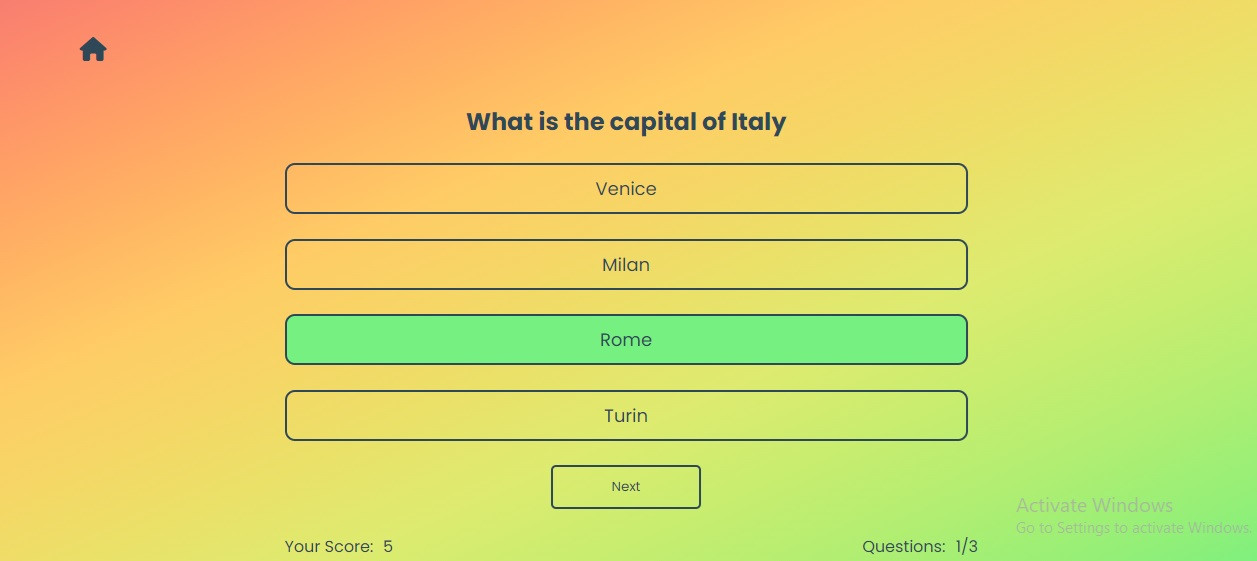 What is the capital of Italy
Venice
Milan
Rome
Turin
Next
Your Score: 5
Questions: 1/3
Activate Windows
Go to Settings to activate Windows.